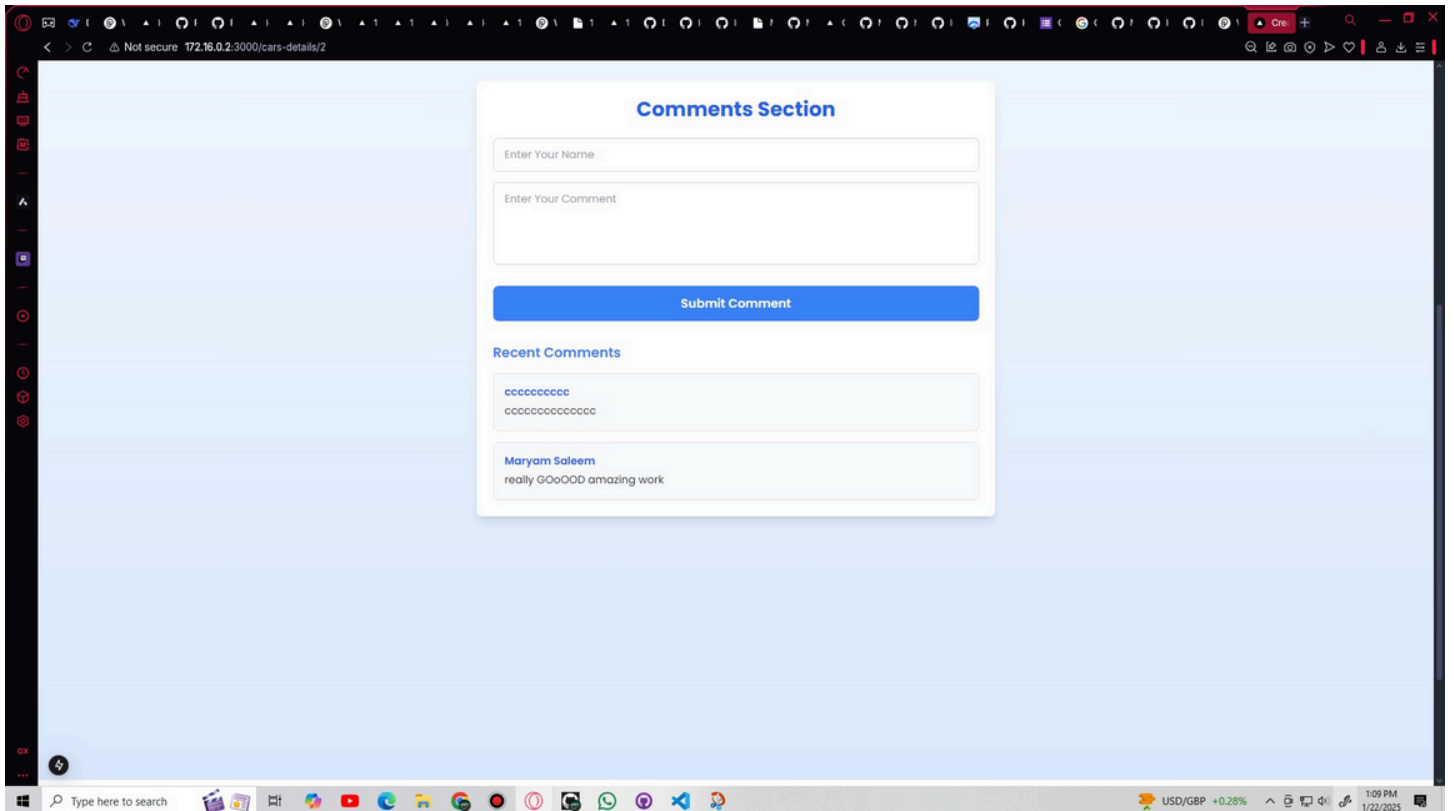 Cre
Not secure 172.16.0.2:3000/cars-details/2
Comments Section
Enter Your Name
Enter Your Comment
Submit Comment
Recent Comments
cccccccccc
cccccccccccccc
Maryam Saleem
really GOoOOD amazing work
GX
Type here to search
USD/GBP +0.28%
1:09 PM
1/22/2025